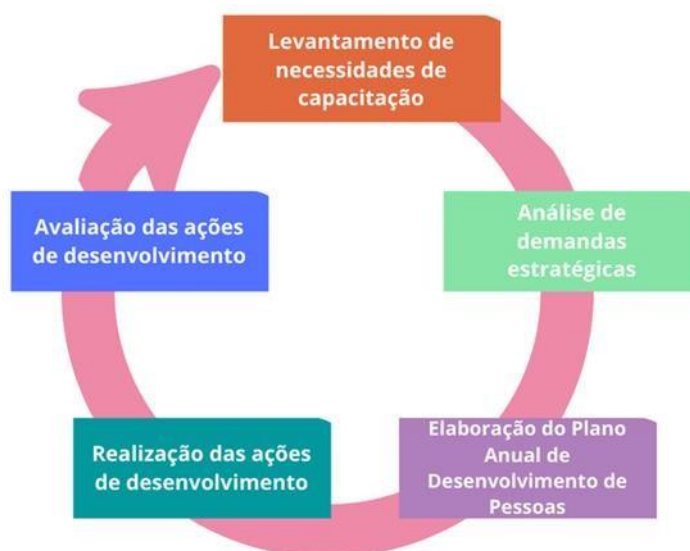 Levantamento de
necessidades de
capacitação
Análise de
demandas
estratégicas
Elaboração do Plano
Anual de
Desenvolvimento de
Pessoas
Realização das ações
de desenvolvimento
Avaliação das ações
de desenvolvimento